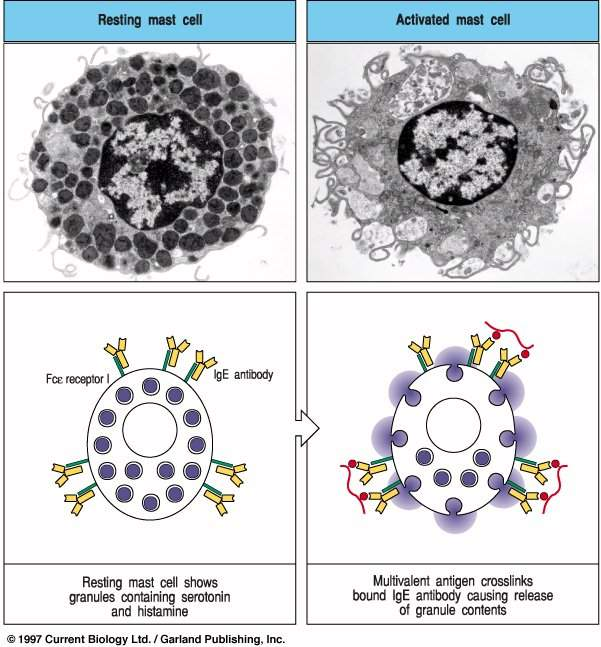 Resting mast cell
Activated mast cell
Fcε receptor I
IgE antibody
Resting mast cell shows
granules containing serotonin
and histamine
Multivalent antigen crosslinks
bound IgE antibody causing release
of granule contents
© 1997 Current Biology Ltd. / Garland Publishing, Inc.